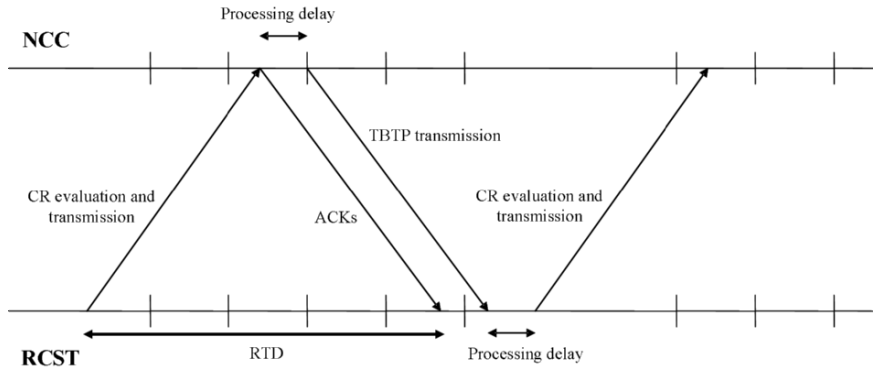 Processing delay
NCC
TBTP transmission
CR evaluation and
transmission
CR evaluation and
transmission
ACKs
RTD
Processing delay
RCST